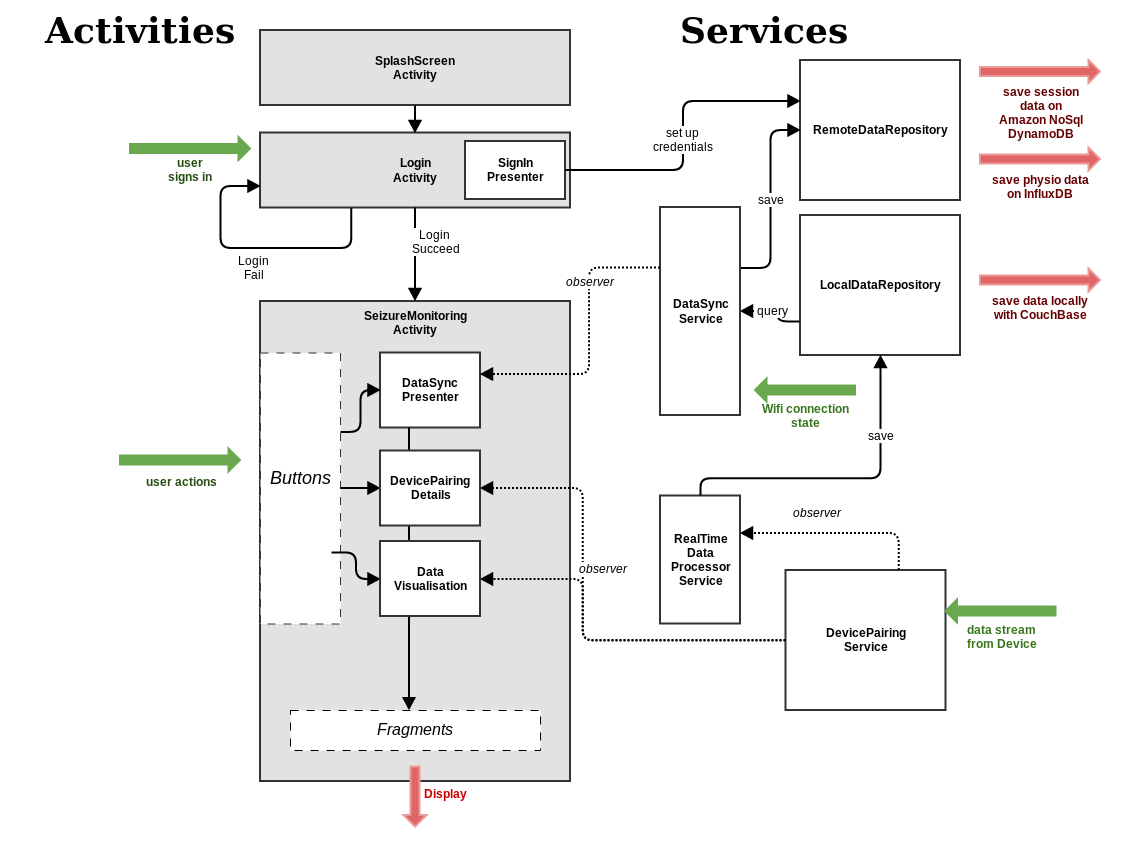 Activities
Services
SplashScreen
Activity
user
signs in
Login
Activity
SignIn
Presenter
set up
credentials
RemoteDataRepository
save session
data on
Amazon NoSql
DynamoDB
save physio data
on InfluxDB
save
Login
Fail
Login
Succeed
observer
DataSync
Service
query
LocalDataRepository
save data locally
with CouchBase
SeizureMonitoring
Activity
DataSync
Presenter
Wifi connection
state
save
user actions
Buttons
DevicePairing
Details
Data
Visualisation
observer
RealTime
Data
Processor
Service
observer
DevicePairing
Service
data stream
from Device
Fragments
Display